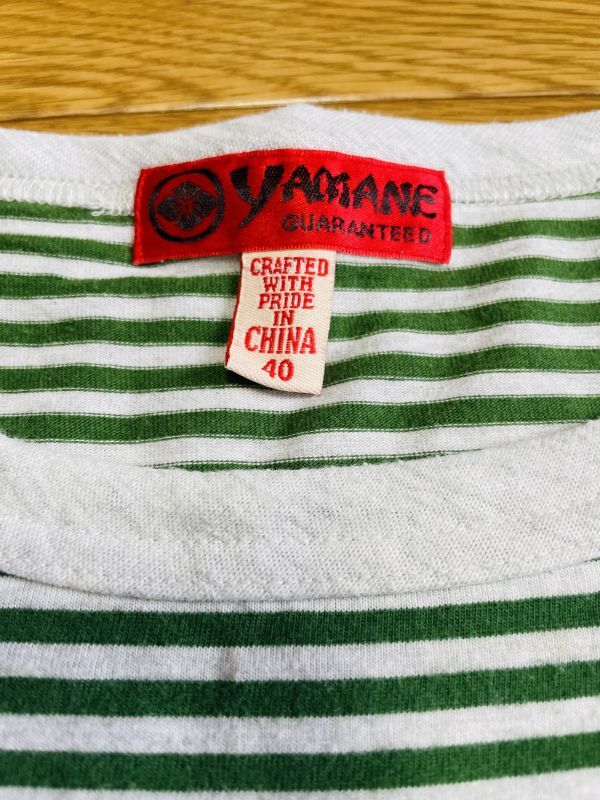 YAMANE
GUARANTEED
CRAFTED
WITH
PRIDE
IN
CHINA
40